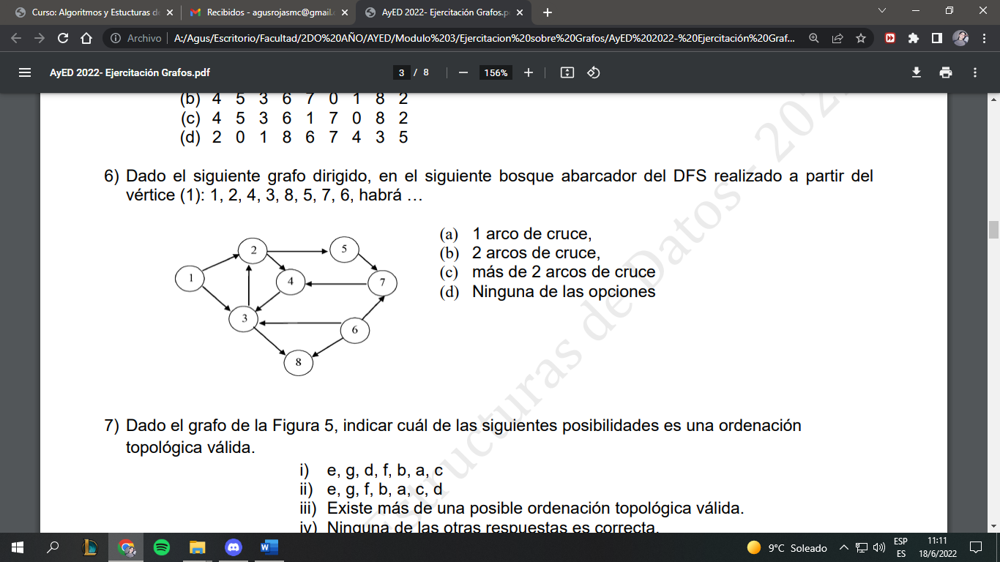 Curso: Algoritmos y Estucturas d
Recibidos - agusrojasmc@gmail.c
AyED 2022- Ejercitación Grafos.p
Archivo
A:/Agus/Escritorio/Facultad/2DO%20AÑO/AYED/Modulo%203/Ejercitacion%20sobre%20Grafos/AyED%202022-%20Ejercitación%20Graf...
AyED 2022- Ejercitación Grafos.pdf
3 / 8
156%
(b) 4 5 3 6 7 0 1 8 2
(c) 4 5 3 6 1 7 0 8 2
(d) 2 0 1 8 6 7 4 3 5
6) Dado el siguiente grafo dirigido, en el siguiente bosque abarcador del DFS realizado a partir del
vértice (1): 1, 2, 4, 3, 8, 5, 7, 6, habrá …
(a) 1 arco de cruce,
(b) 2 arcos de cruce,
(c) más de 2 arcos de cruce
(d) Ninguna de las opciones
2
5
1
4
7
3
6
8
7) Dado el grafo de la Figura 5, indicar cuál de las siguientes posibilidades es una ordenación
topológica válida.
i) e, g, d, f, b, a, c
ii) e, g, f, b, a, c, d
iii) Existe más de una posible ordenación topológica válida.
iv) Ninguna de las otras respuestas es correcta.
Estructuras de Datos - 202
9°C Soleado
ESP
ES
11:11
18/6/2022